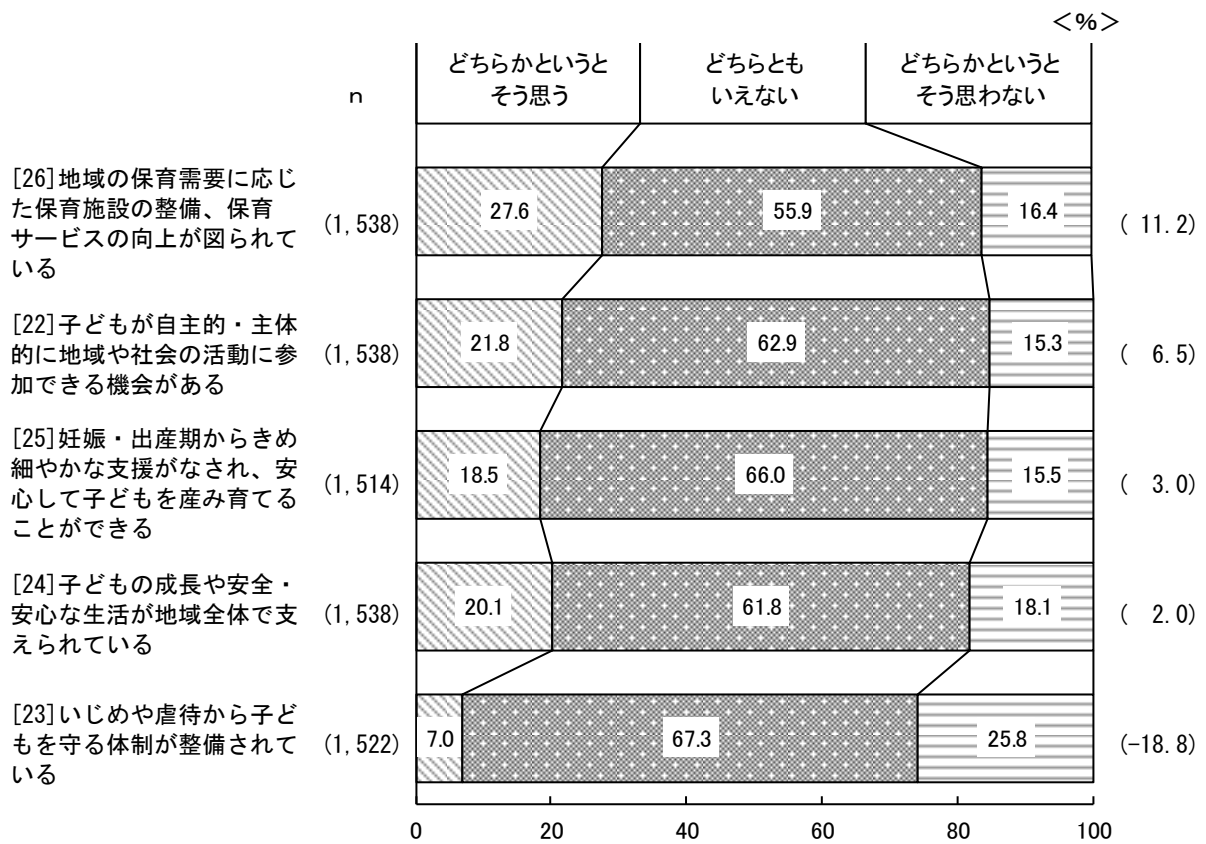 ＜%＞
どちらかというと
そう思う
どちらとも
いえない
どちらかというと
そう思わない
n
[26]地域の保育需要に応じ
た保育施設の整備、保育
サービスの向上が図られて
いる
(1,538)
27.6
55.9
16.4
( 11.2)
[22]子どもが自主的・主体
的に地域や社会の活動に参
加できる機会がある
(1,538)
21.8
62.9
15.3
( 6.5)
[25]妊娠・出産期からきめ
細やかな支援がなされ、安
心して子どもを産み育てる
ことができる
(1,514)
18.5
66.0
15.5
( 3.0)
[24]子どもの成長や安全・
安心な生活が地域全体で支
えられている
(1,538)
20.1
61.8
18.1
( 2.0)
[23]いじめや虐待から子ど
もを守る体制が整備されて
いる
(1,522)
7.0
67.3
25.8
(-18.8)
0 20 40 60 80 100